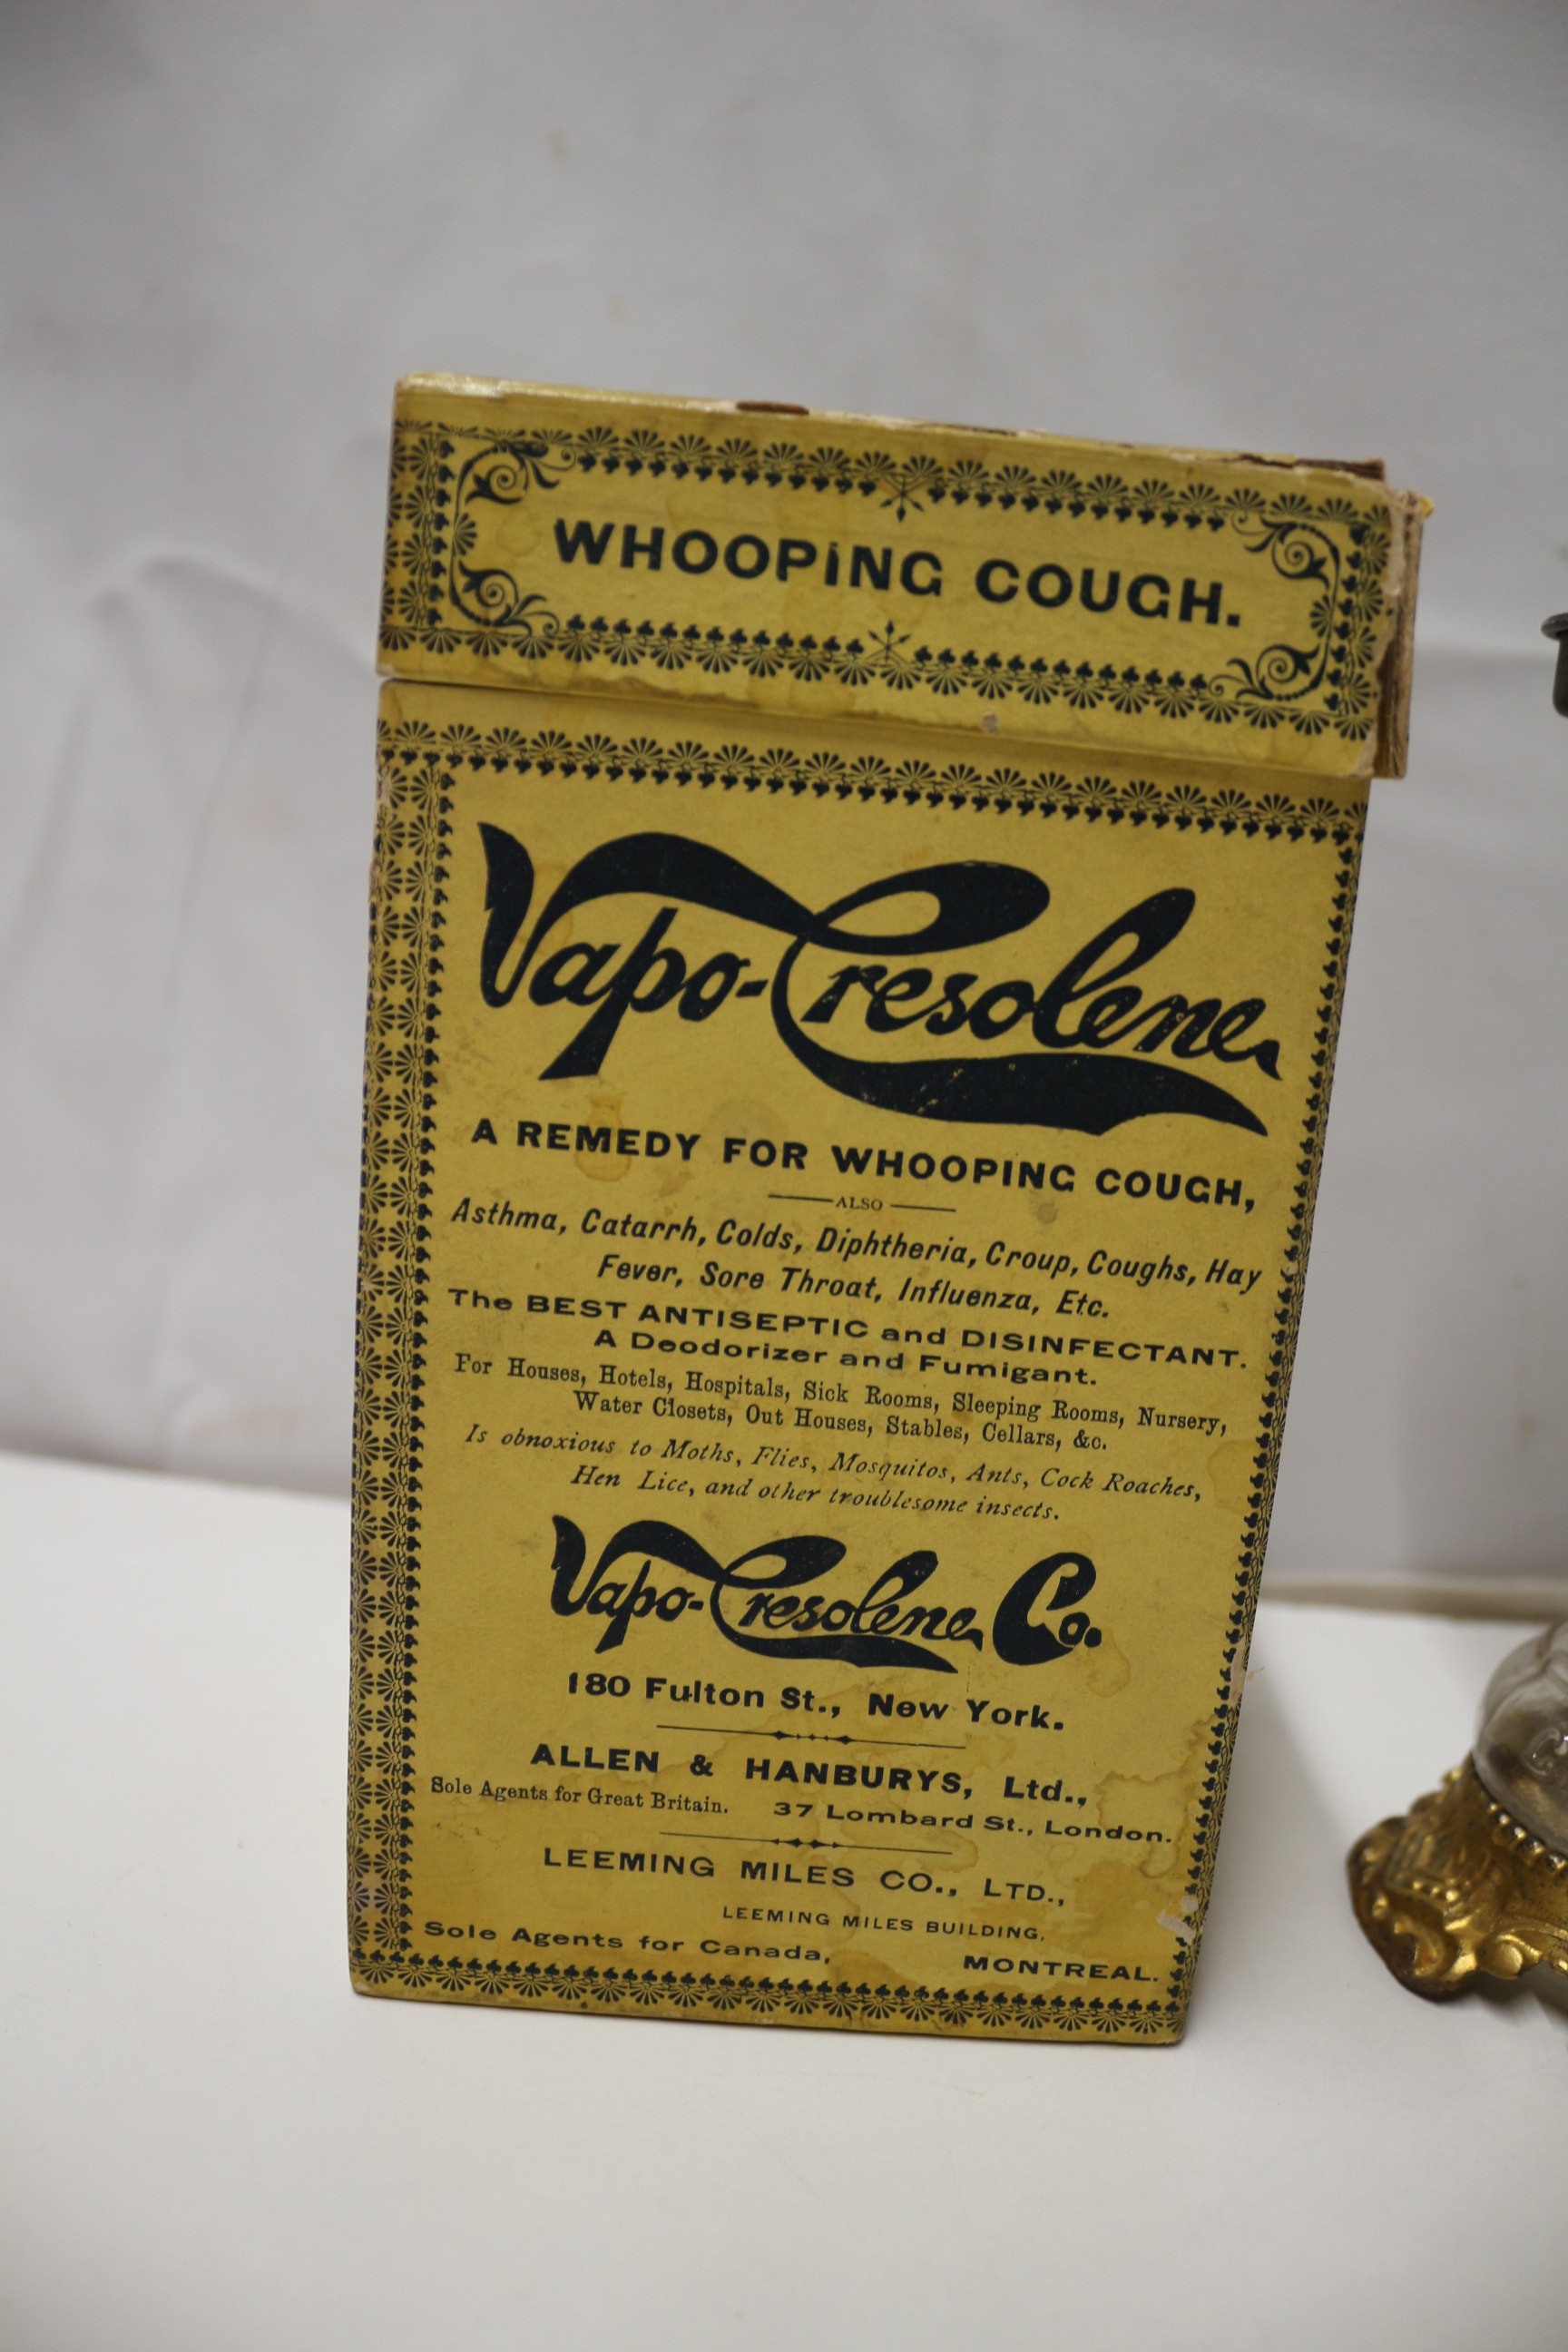 WHOOPING COUGH.
Vapo-Cresolene
A REMEDY FOR WHOOPING COUGH,
ALSO
Asthma, Catarrh, Colds, Diphtheria, Croup, Coughs, Hay
Fever, Sore Throat, Influenza, Etc.
The BEST ANTISEPTIC and DISINFECTANT.
A Deodorizer and Fumigant.
For Houses, Hotels, Hospitals, Sick Rooms, Sleeping Rooms, Nursery,
Water Closets, Out Houses, Stables, Cellars, &c.
Is obnoxious to Moths, Flies, Mosquitos, Ants, Cock Roaches,
Hen Lice, and other troublesome insects.
Vapo-Cresolene Co.
180 Fulton St., New York.
ALLEN & HANBURYS, Ltd.,
Sole Agents for Great Britain. 37 Lombard St., London.
LEEMING MILES CO., LTD.,
LEEMING MILES BUILDING,
Sole Agents for Canada, MONTREAL.